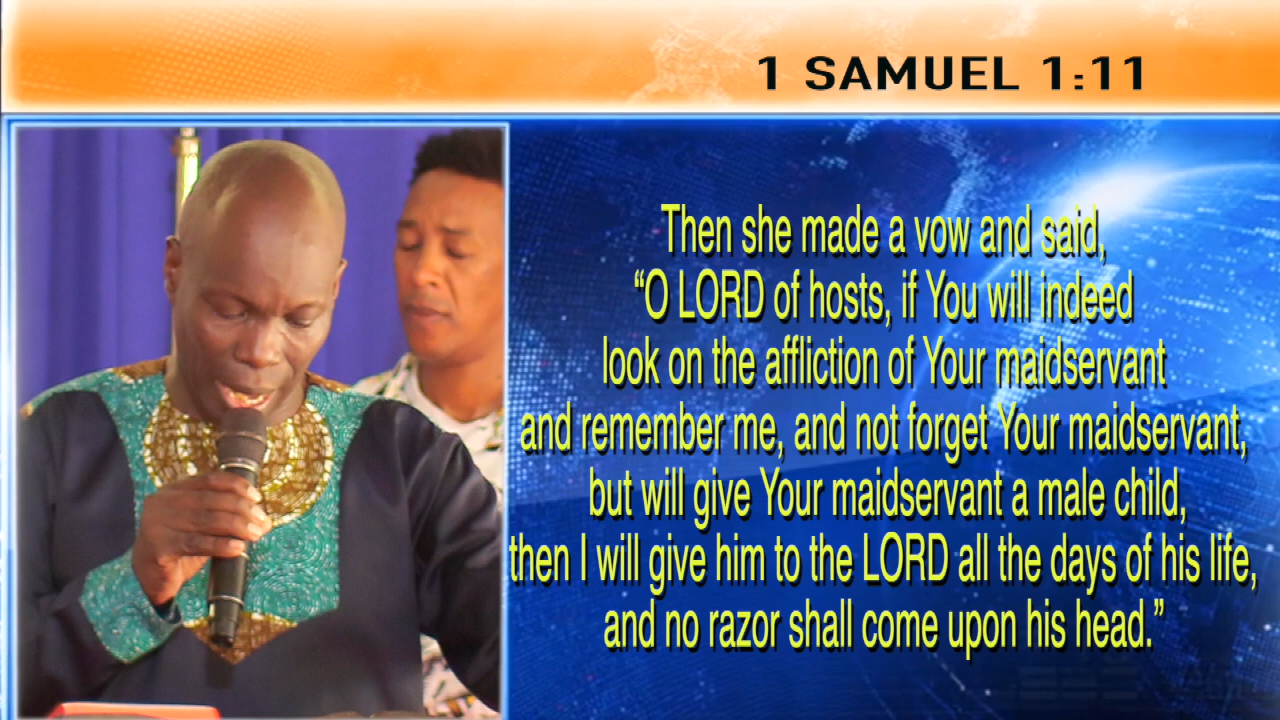 1 SAMUEL 1:11
Then she made a vow and said,
“O LORD of hosts, if You will indeed
look on the affliction of Your maidservant
and remember me, and not forget Your maidservant,
but will give Your maidservant a male child,
then I will give him to the LORD all the days of his life,
and no razor shall come upon his head.”